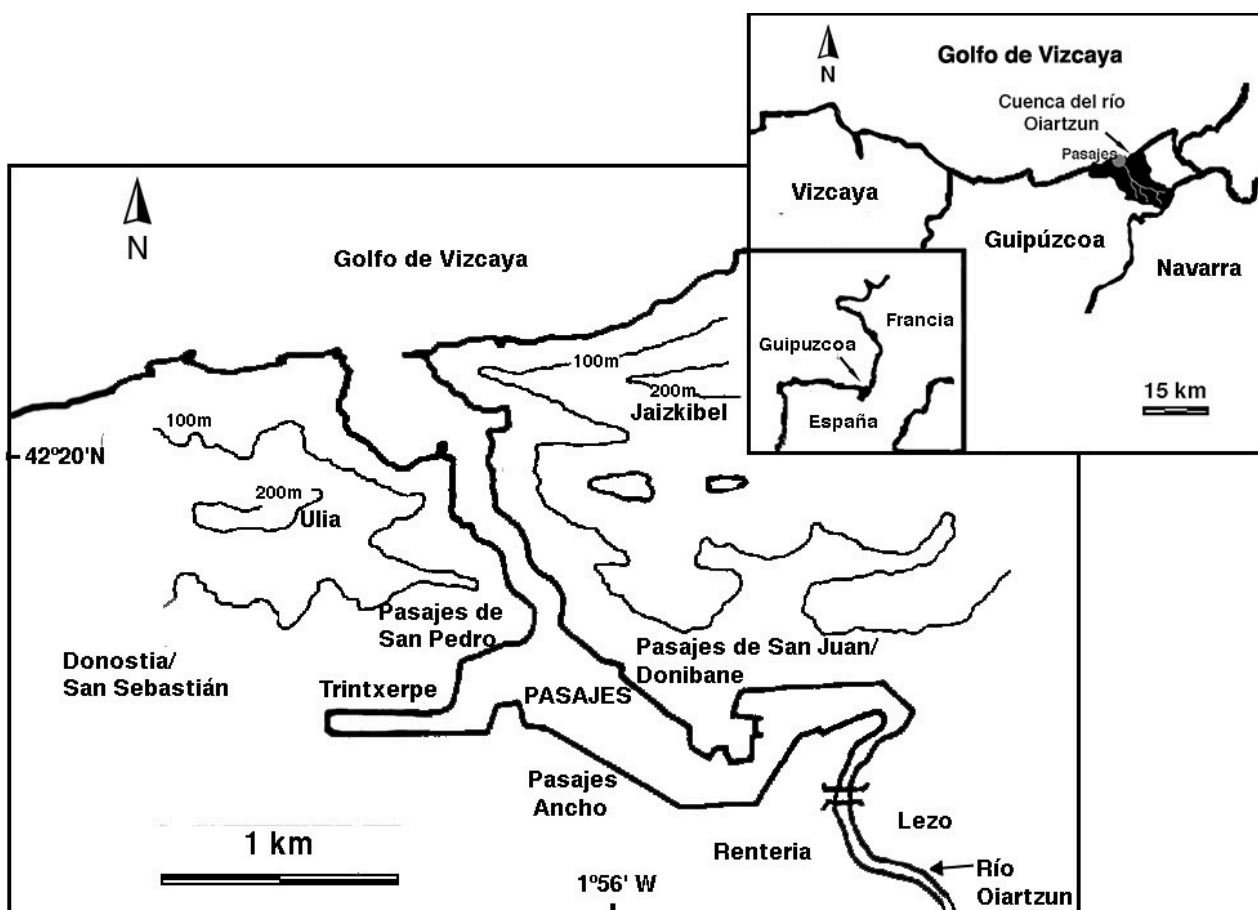 N
Golfo de Vizcaya
Cuenca del río
Oiartzun
Pasajes
Vizcaya
Guipúzcoa
Navarra
15 km
Francia
Guipuzcoa
España
N
Golfo de Vizcaya
100m
200m
Jaizkibel
100m
42º20'N
200m
Ulia
Pasajes de
San Pedro
Pasajes de San Juan/
Donibane
Donostia/
San Sebastián
Trintxerpe
PASAJES
Pasajes
Ancho
Lezo
Renteria
1 km
Río
Oiartzun
1º56' W